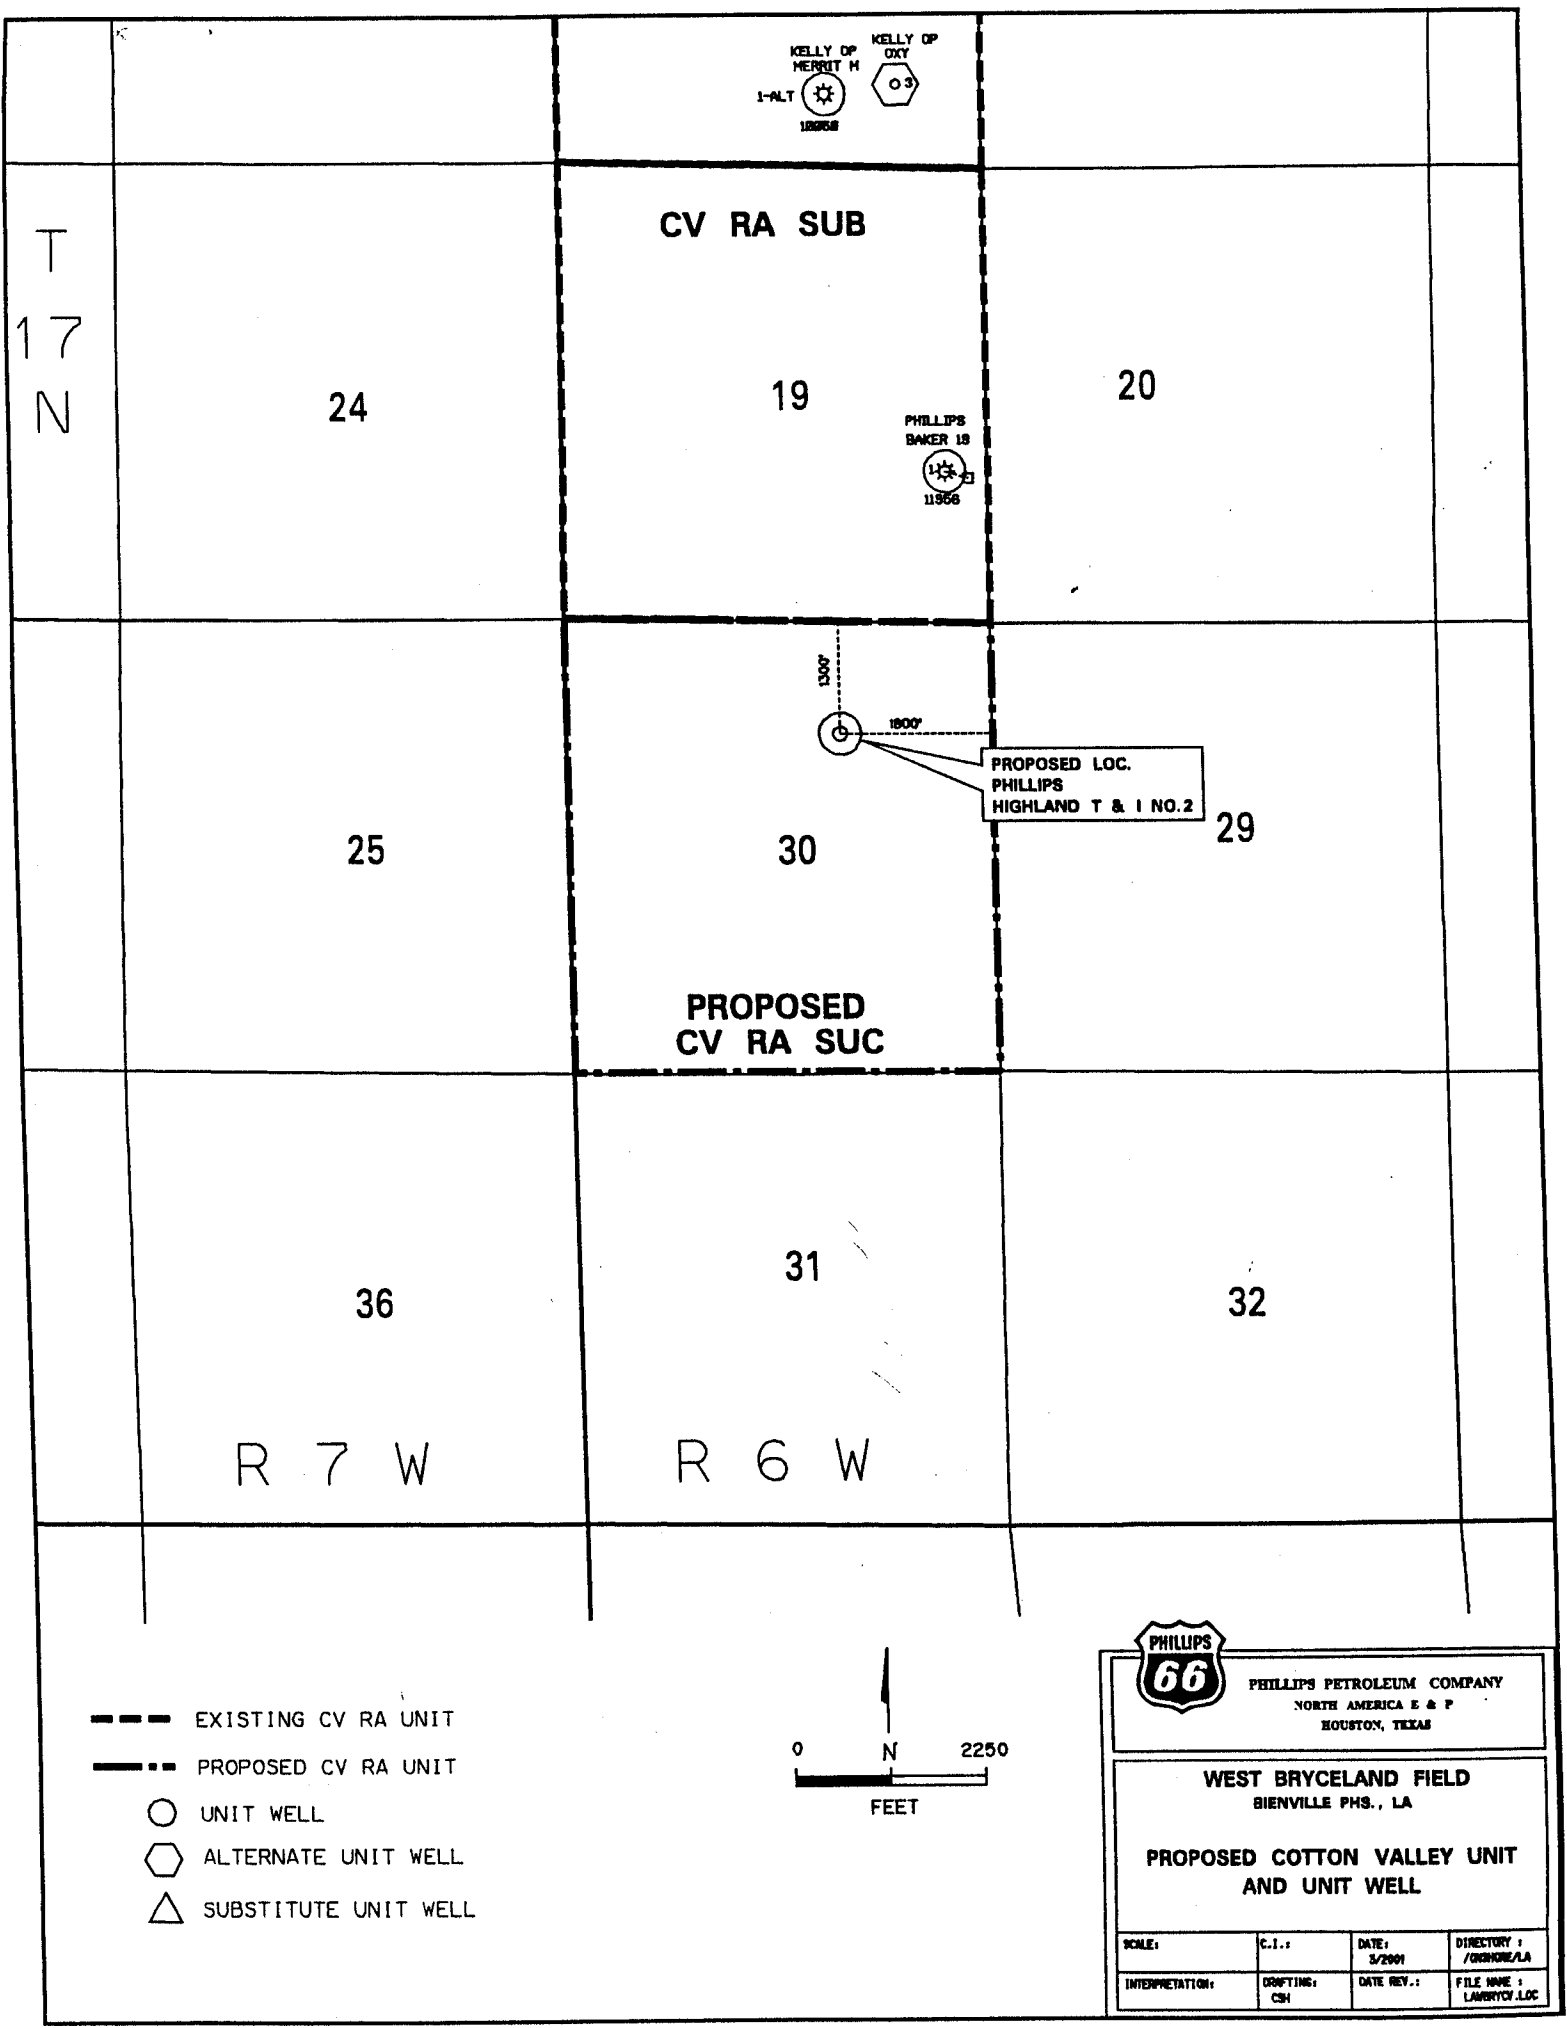 KELLY OP
MERRIT M
1-ALT
KELLY OP
OXY
3
CV RA SUB
T
17
N
24
19
20
PHILLIPS
BAKER 19
1
11956
1300'
1800'
PROPOSED LOC.
PHILLIPS
HIGHLAND T & I NO.2
25
30
29
PROPOSED
CV RA SUC
36
31
32
R 7 W
R 6 W
EXISTING CV RA UNIT
PROPOSED CV RA UNIT
UNIT WELL
ALTERNATE UNIT WELL
SUBSTITUTE UNIT WELL
0 N 2250
FEET
PHILLIPS
66
PHILLIPS PETROLEUM COMPANY
NORTH AMERICA E & P
HOUSTON, TEXAS
WEST BRYCELAND FIELD
BIENVILLE PHS., LA
PROPOSED COTTON VALLEY UNIT
AND UNIT WELL
SCALE:
C.I.:
DATE:
3/2001
DIRECTORY :
/ONSHORE/LA
INTERPRETATION:
DRAFTING:
CSH
DATE REV.:
FILE NAME :